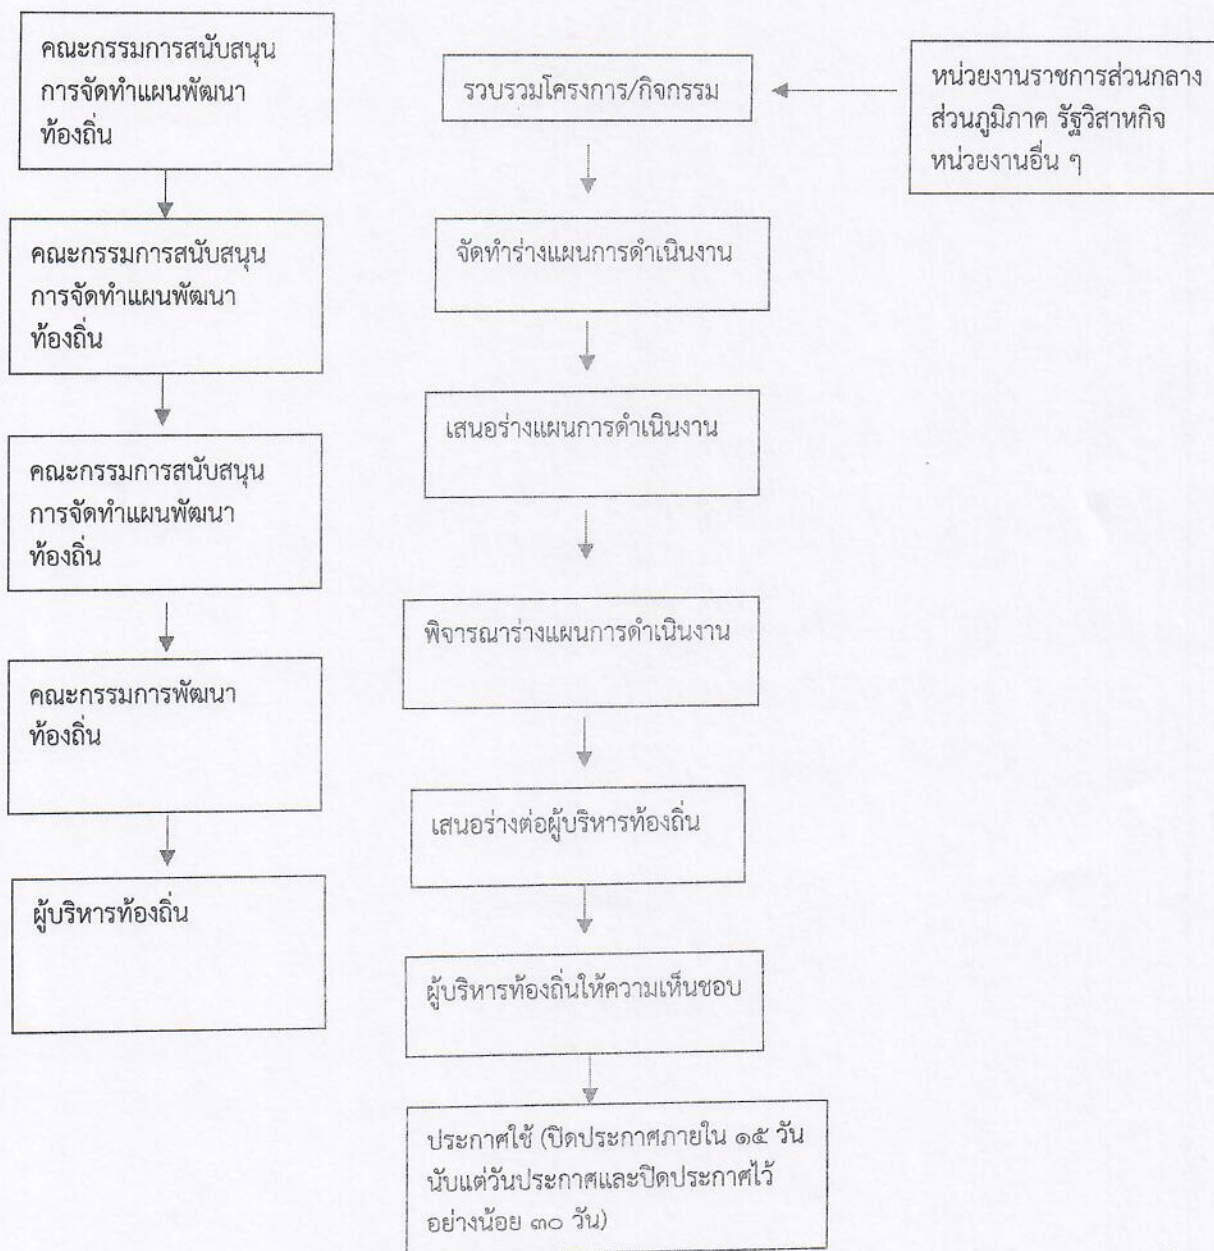 คณะกรรมการสนับสนุน
การจัดทำแผนพัฒนา
ท้องถิ่น
รวบรวมโครงการ/กิจกรรม
หน่วยงานราชการส่วนกลาง
ส่วนภูมิภาค รัฐวิสาหกิจ
หน่วยงานอื่น ๆ
คณะกรรมการสนับสนุน
การจัดทำแผนพัฒนา
ท้องถิ่น
จัดทำร่างแผนการดำเนินงาน
คณะกรรมการสนับสนุน
การจัดทำแผนพัฒนา
ท้องถิ่น
เสนอร่างแผนการดำเนินงาน
คณะกรรมการพัฒนา
ท้องถิ่น
พิจารณาร่างแผนการดำเนินงาน
ผู้บริหารท้องถิ่น
เสนอร่างต่อผู้บริหารท้องถิ่น
ผู้บริหารท้องถิ่นให้ความเห็นชอบ
ประกาศใช้ (ปิดประกาศภายใน ๑๕ วัน
นับแต่วันประกาศและปิดประกาศไว้
อย่างน้อย ๓๐ วัน)